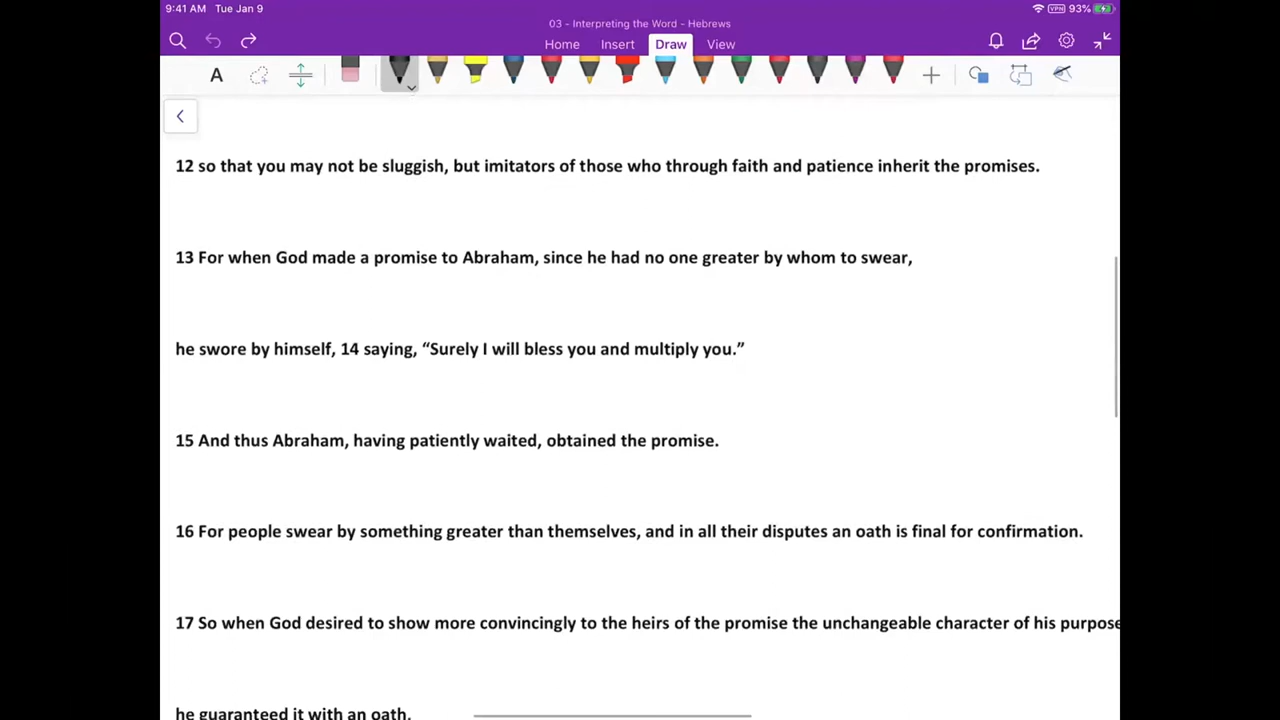 9:41 AM Tue Jan 9
VPN 93%
03 - Interpreting the Word - Hebrews
Home Insert Draw View
A
12 so that you may not be sluggish, but imitators of those who through faith and patience inherit the promises.
13 For when God made a promise to Abraham, since he had no one greater by whom to swear,
he swore by himself, 14 saying, “Surely I will bless you and multiply you.”
15 And thus Abraham, having patiently waited, obtained the promise.
16 For people swear by something greater than themselves, and in all their disputes an oath is final for confirmation.
17 So when God desired to show more convincingly to the heirs of the promise the unchangeable character of his purpose
he guaranteed it with an oath,